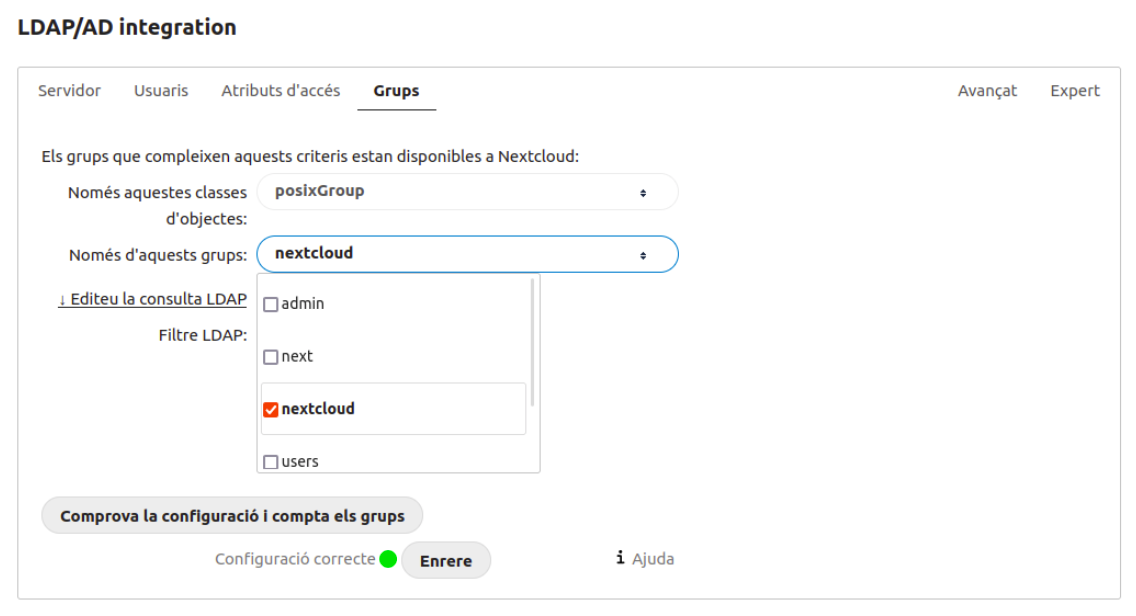 LDAP/AD integration
Servidor Usuaris Atributs d'accés Grups Avançat Expert
Els grups que compleixen aquests criteris estan disponibles a Nextcloud:
Només aquestes classes posixGroup
d'objectes:
Només d'aquests grups: nextcloud
↓ Editeu la consulta LDAP
admin
Filtre LDAP:
next
nextcloud
users
Comprova la configuració i compta els grups
Configuració correcte Enrere i Ajuda